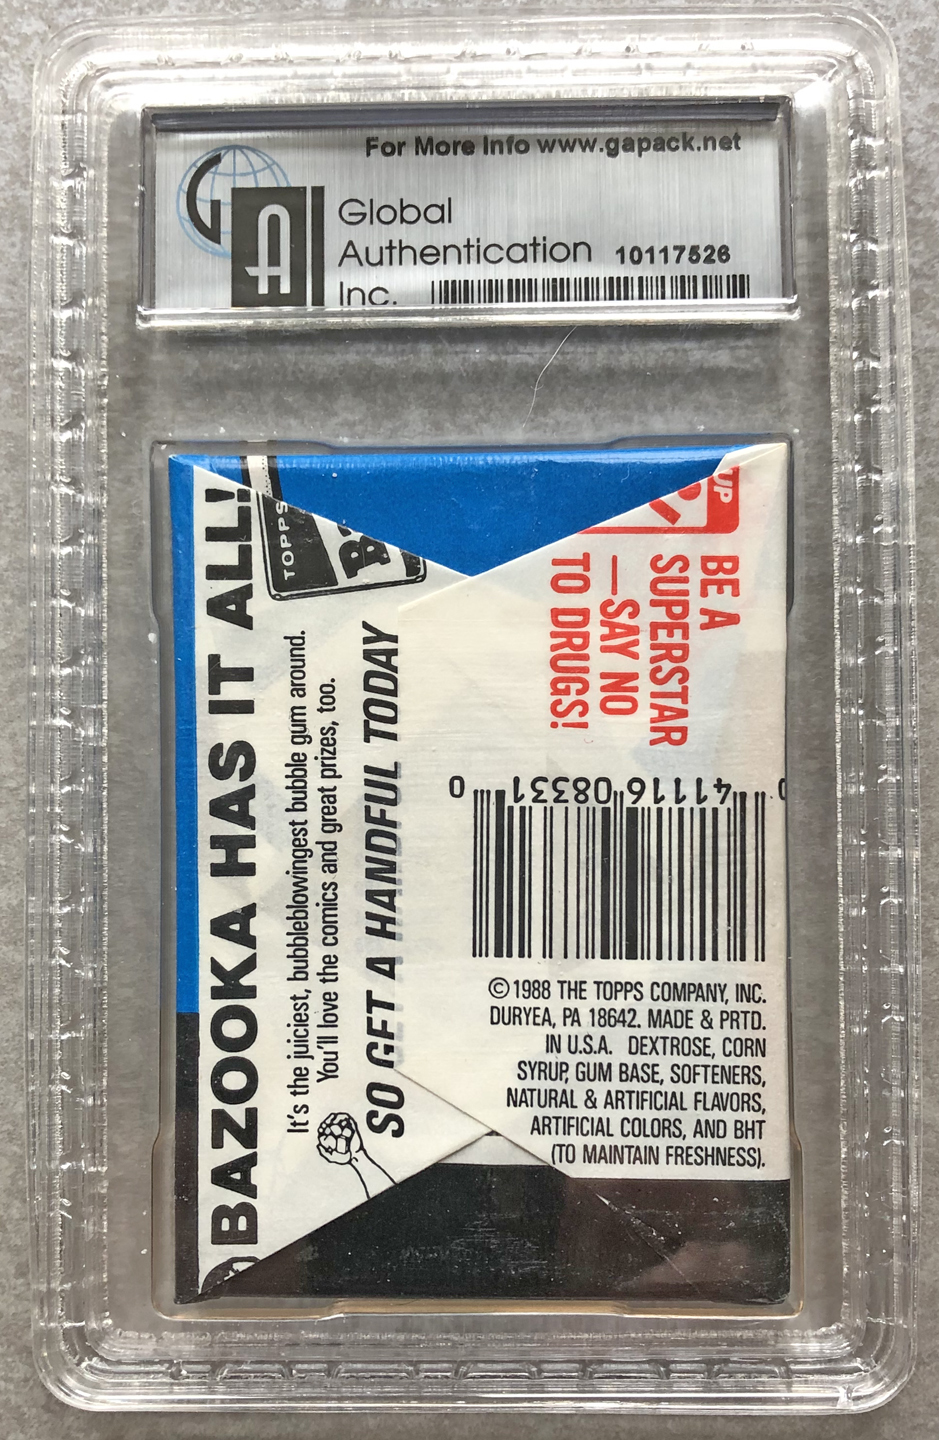 For More Info www.gapack.net
GA
Global
Authentication
Inc.
10117526
BAZOOKA HAS IT ALL!
It's the juiciest, bubbleblowingest bubble gum around.
You'll love the comics and great prizes, too.
SO GET A HANDFUL TODAY
TOPPS
UP
BE A
SUPERSTAR
—SAY NO
TO DRUGS!
0 41116 08331 0
©1988 THE TOPPS COMPANY, INC.
DURYEA, PA 18642. MADE & PRTD.
IN U.S.A. DEXTROSE, CORN
SYRUP, GUM BASE, SOFTENERS,
NATURAL & ARTIFICIAL FLAVORS,
ARTIFICIAL COLORS, AND BHT
(TO MAINTAIN FRESHNESS).